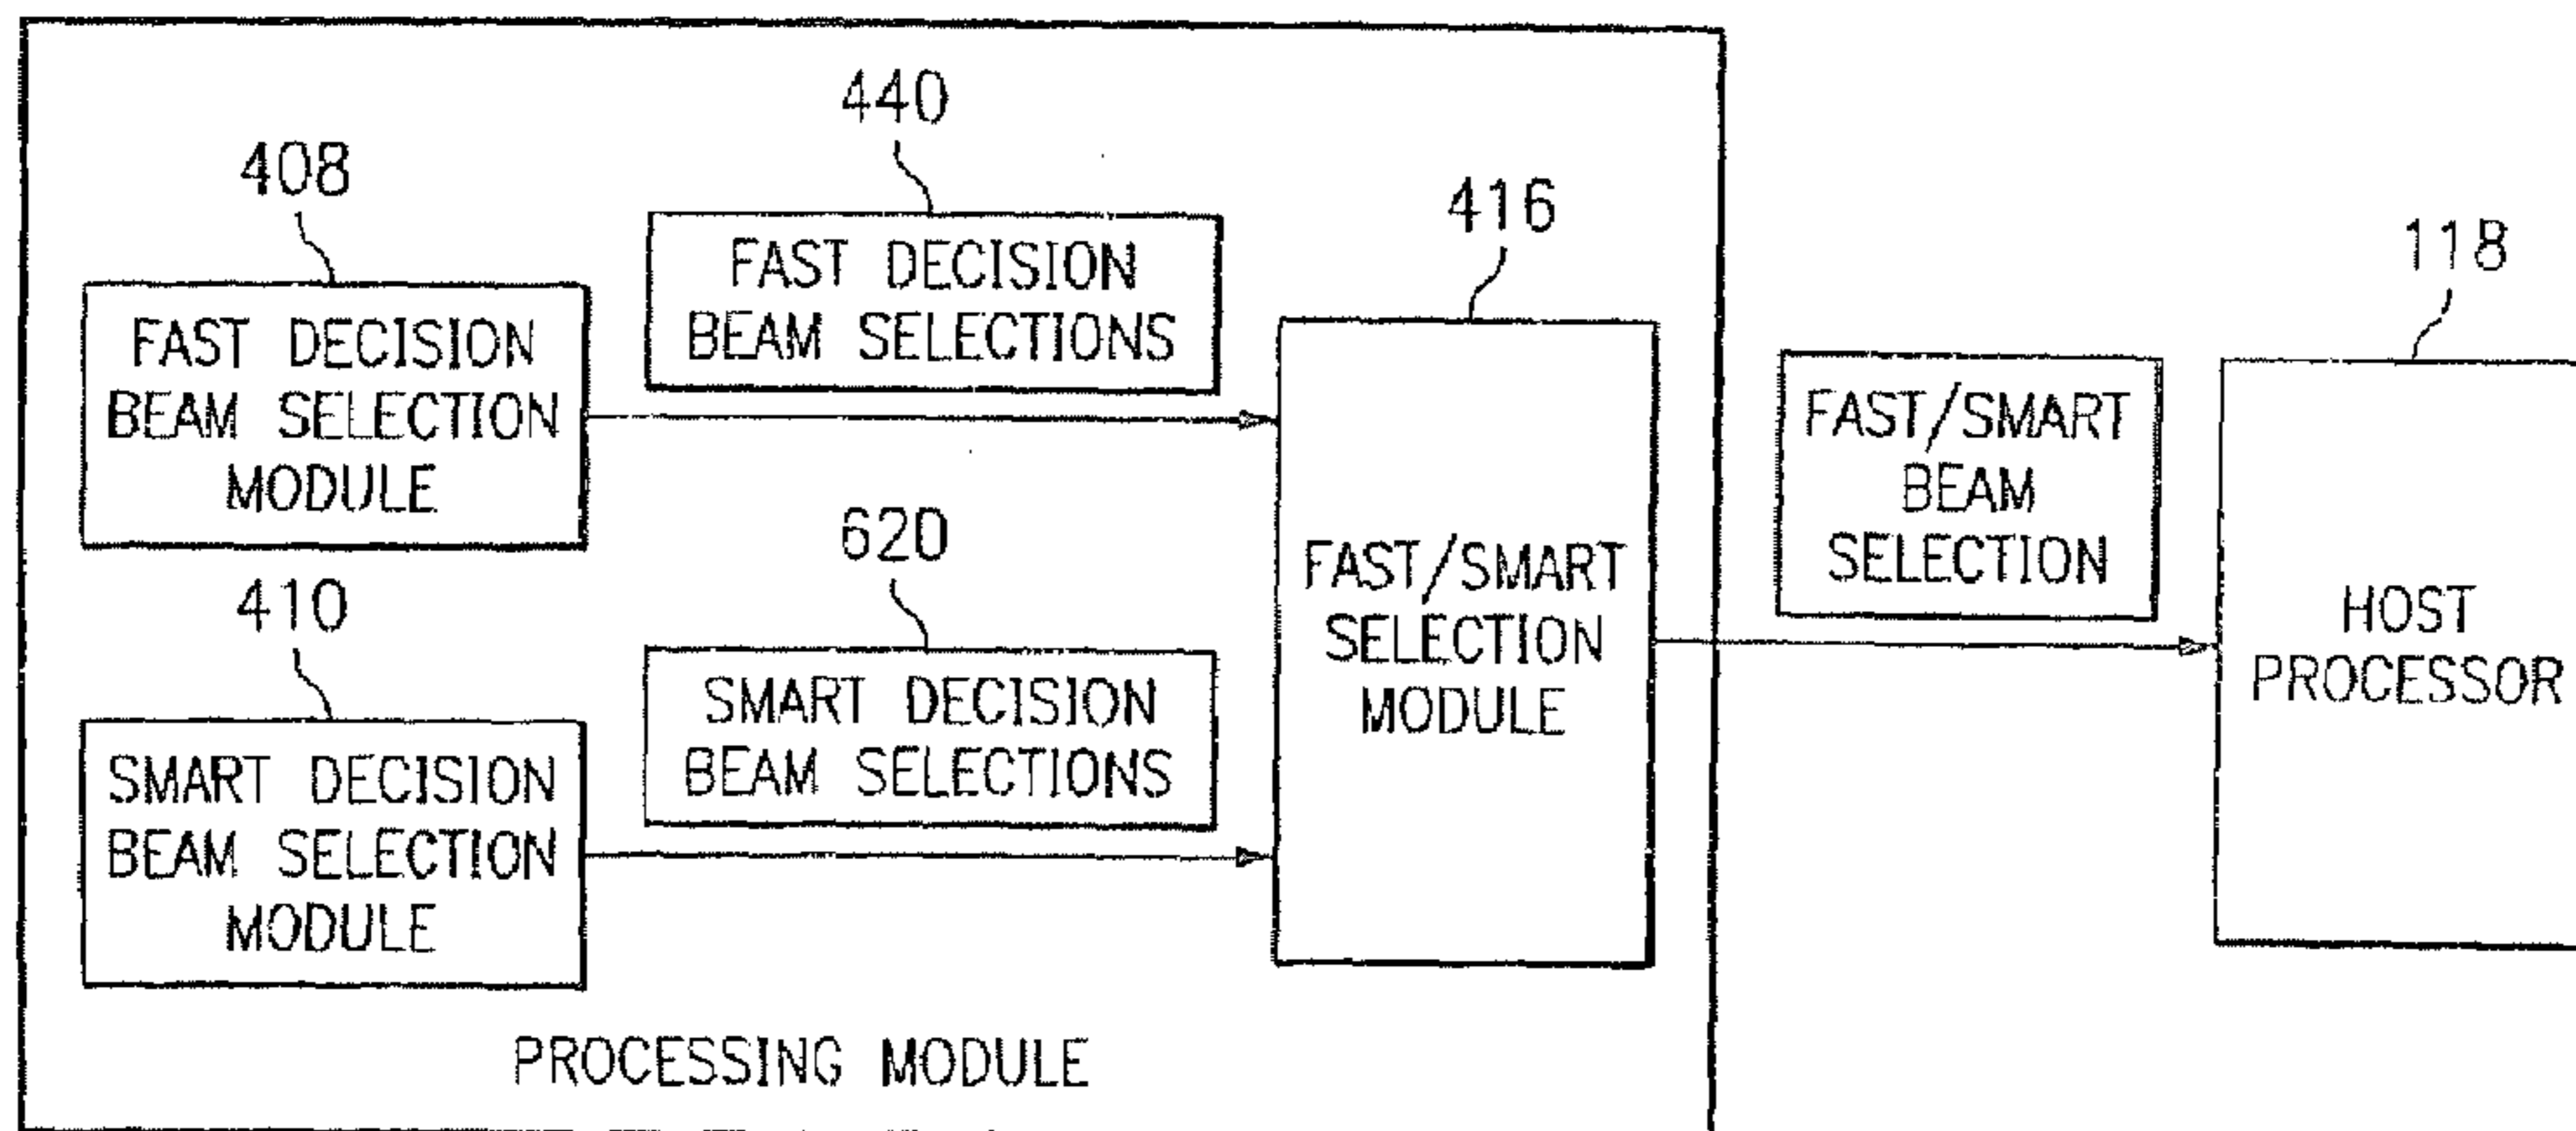 440
408
FAST DECISION
BEAM SELECTIONS
416
118
FAST DECISION
BEAM SELECTION
MODULE
FAST/SMART
BEAM
SELECTION
620
410
SMART DECISION
BEAM SELECTIONS
FAST/SMART
SELECTION
MODULE
HOST
PROCESSOR
SMART DECISION
BEAM SELECTION
MODULE
PROCESSING MODULE